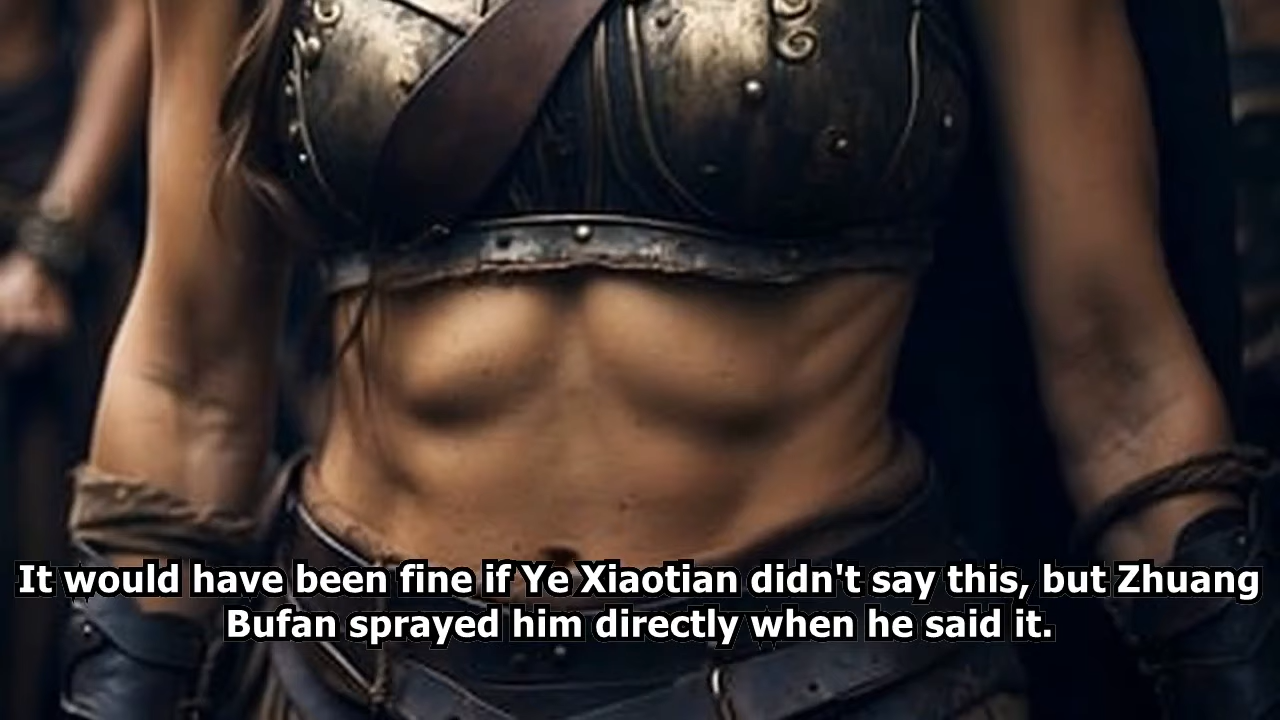 It would have been fine if Ye Xiaotian didn't say this, but Zhuang
Bufan sprayed him directly when he said it.